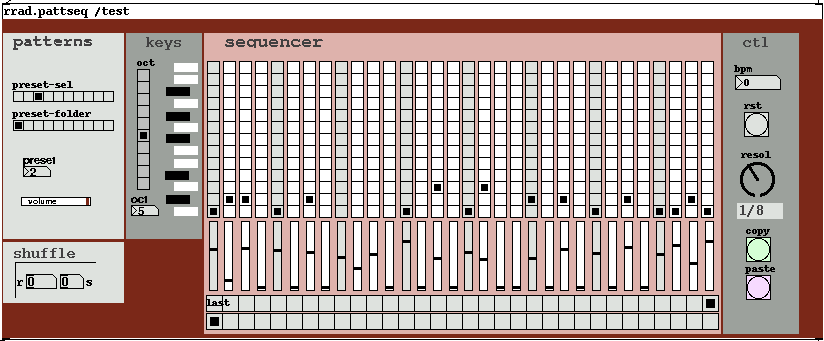 rrad.pattseq /test
patterns
keys
sequencer
ctl
preset-sel
oct
bpm
0
preset-folder
rst
preset
2
resol
volume
oct
5
1/8
shuffle
r 0 0 s
copy
paste
last